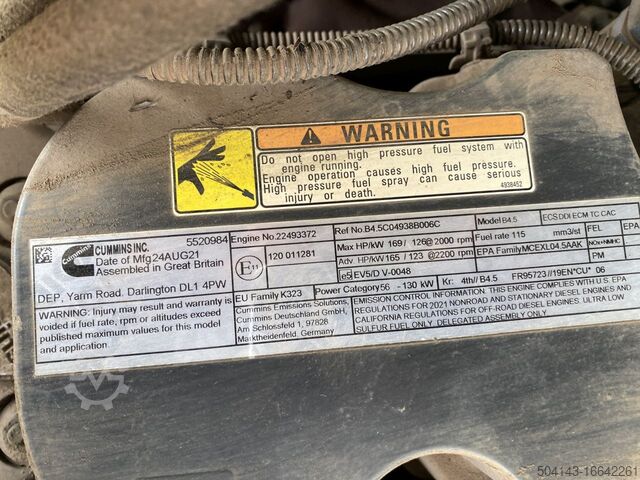 WARNING
Do not open high pressure fuel system with
engine running.
Engine operation causes high fuel pressure.
High pressure fuel spray can cause serious
injury or death.
4938452
Cummins
CUMMINS INC.
5520984
Date of Mfg 24AUG21
Assembled in Great Britain
DEP, Yarm Road. Darlington DL1 4PW
WARNING: Injury may result and warranty is
voided if fuel rate, rpm or altitudes exceed
published maximum values for this model
and application.
Engine No. 22493372
E11
120 011281
e5 EV5/D V-0048
EU Family K323
Cummins Emissions Solutions,
Cummins Deutschland GmbH,
Am Schlossfeld 1, 97828
Marktheidenfeld, Germany
Ref No. B4.5C04938B006C
Max HP/kW 169 / 126@2000 rpm
Adv HP/kW 165 / 123 @2200 rpm
Power Category 56 - 130 kW
Model B4.5
ECS DDI ECM TC CAC
Fuel rate 115 mm3/st
EPA Family MCEXL04.5AAK
FEL
NOx+NMHC
PM
EPA
Kr: 4th// B4.5 FR95723//19EN*CU* 06
EMISSION CONTROL INFORMATION. THIS ENGINE COMPLIES WITH U.S. EPA
REGULATIONS FOR 2021 NONROAD AND STATIONARY DIESEL ENGINES AND
CALIFORNIA REGULATIONS FOR OFF-ROAD DIESEL ENGINES. ULTRA LOW
SULFUR FUEL ONLY - DELEG.
504143-16642261